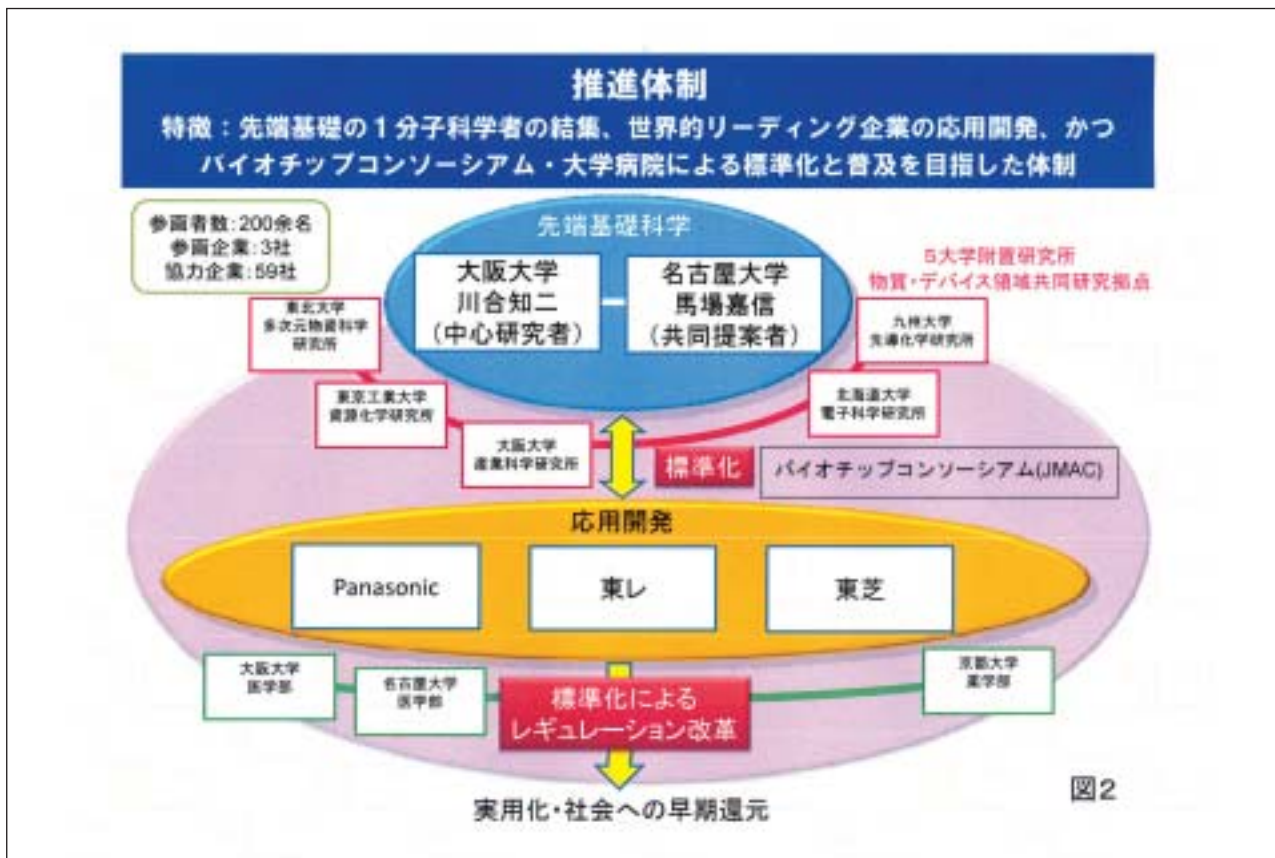 推進体制
特徴：先端基礎の１分子科学者の結集、世界的リーディング企業の応用開発、かつ
バイオチップコンソーシアム・大学病院による標準化と普及を目指した体制
参画者数：200余名
参画企業：3社
協力企業：59社
先端基礎科学
大阪大学
川合知二
（中心研究者）
名古屋大学
馬場嘉信
（共同提案者）
5大学附置研究所
物質・デバイス領域共同研究拠点
東北大学
多次元物質科学
研究所
東京工業大学
資源化学研究所
大阪大学
産業科学研究所
北海道大学
電子科学研究所
九州大学
先導化学研究所
標準化
バイオチップコンソーシアム(JMAC)
応用開発
Panasonic
東レ
東芝
大阪大学
医学部
名古屋大学
医学部
標準化による
レギュレーション改革
京都大学
薬学部
実用化・社会への早期還元
図2